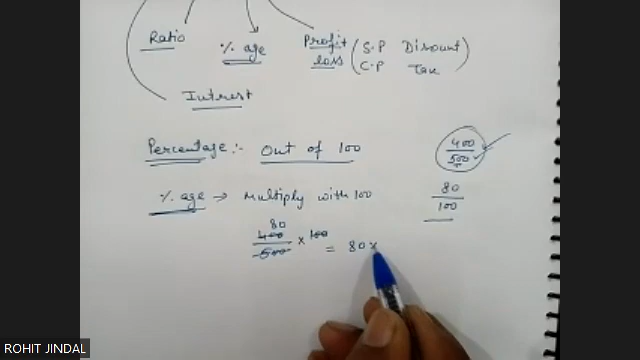 Ratio
% age
Profit loss ( S.P Discount
C.P Tax )
Interest
Percentage :- Out of 100
400
500
% age → Multiply with 100
80
100
80
400
500
× 100
= 80%
ROHIT JINDAL